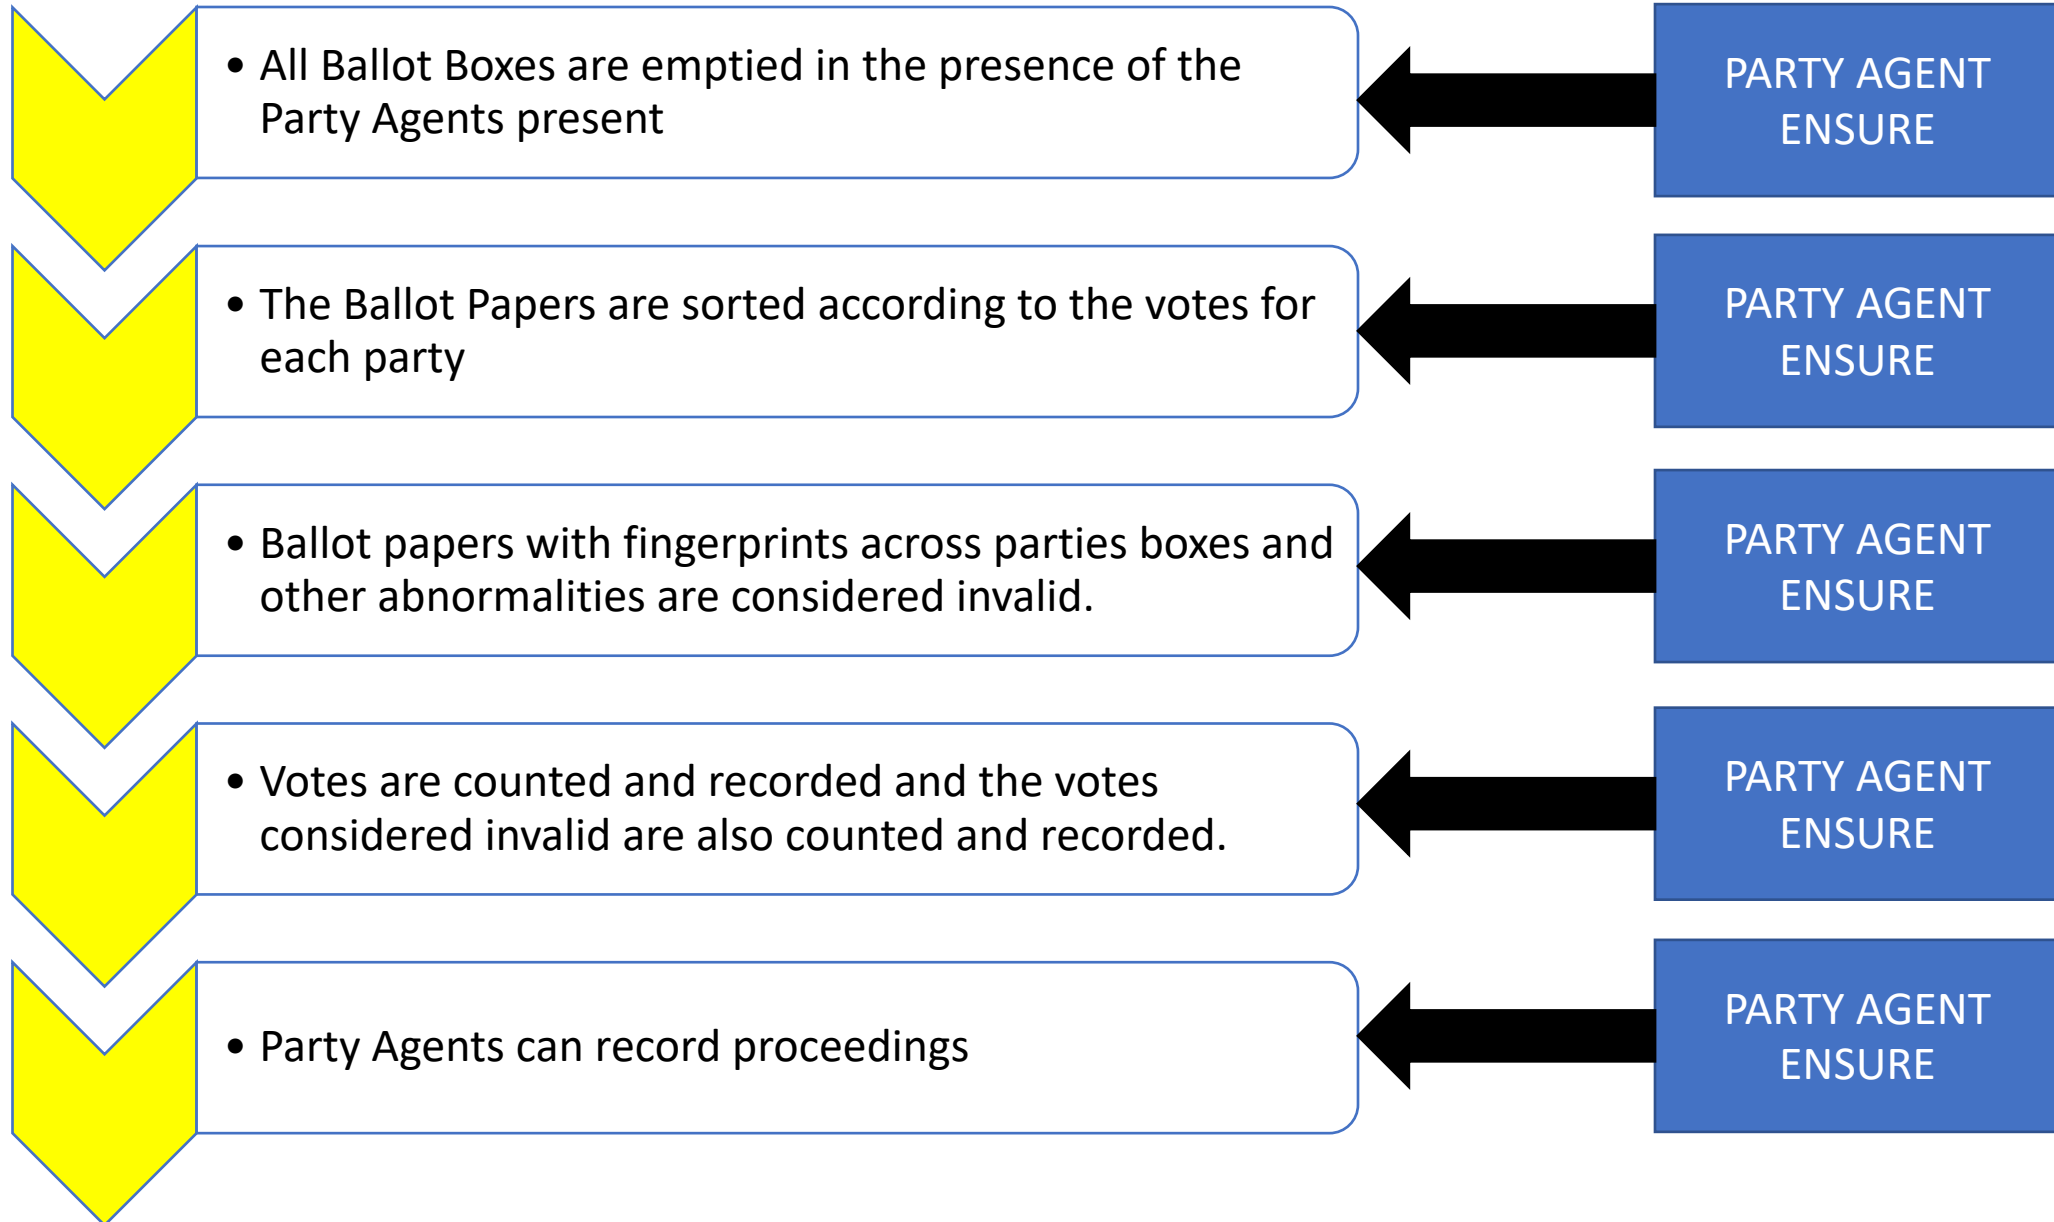 • All Ballot Boxes are emptied in the presence of the
Party Agents present
PARTY AGENT
ENSURE
• The Ballot Papers are sorted according to the votes for
each party
PARTY AGENT
ENSURE
• Ballot papers with fingerprints across parties boxes and
other abnormalities are considered invalid.
PARTY AGENT
ENSURE
• Votes are counted and recorded and the votes
considered invalid are also counted and recorded.
PARTY AGENT
ENSURE
• Party Agents can record proceedings
PARTY AGENT
ENSURE